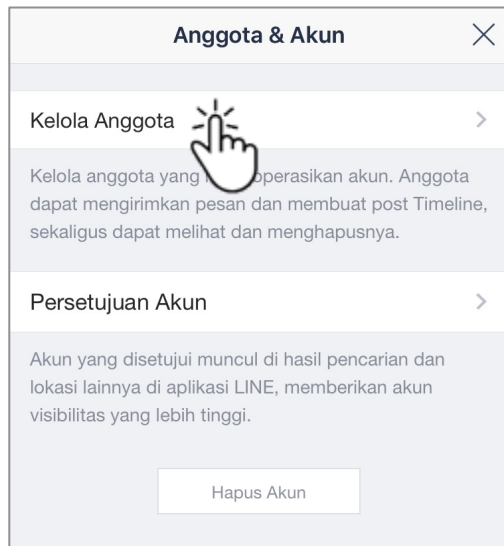 Anggota & Akun
Kelola Anggota
Kelola anggota yang operasikan akun. Anggota
dapat mengirimkan pesan dan membuat post Timeline,
sekaligus dapat melihat dan menghapusnya.
Persetujuan Akun
Akun yang disetujui muncul di hasil pencarian dan
lokasi lainnya di aplikasi LINE, memberikan akun
visibilitas yang lebih tinggi.
Hapus Akun